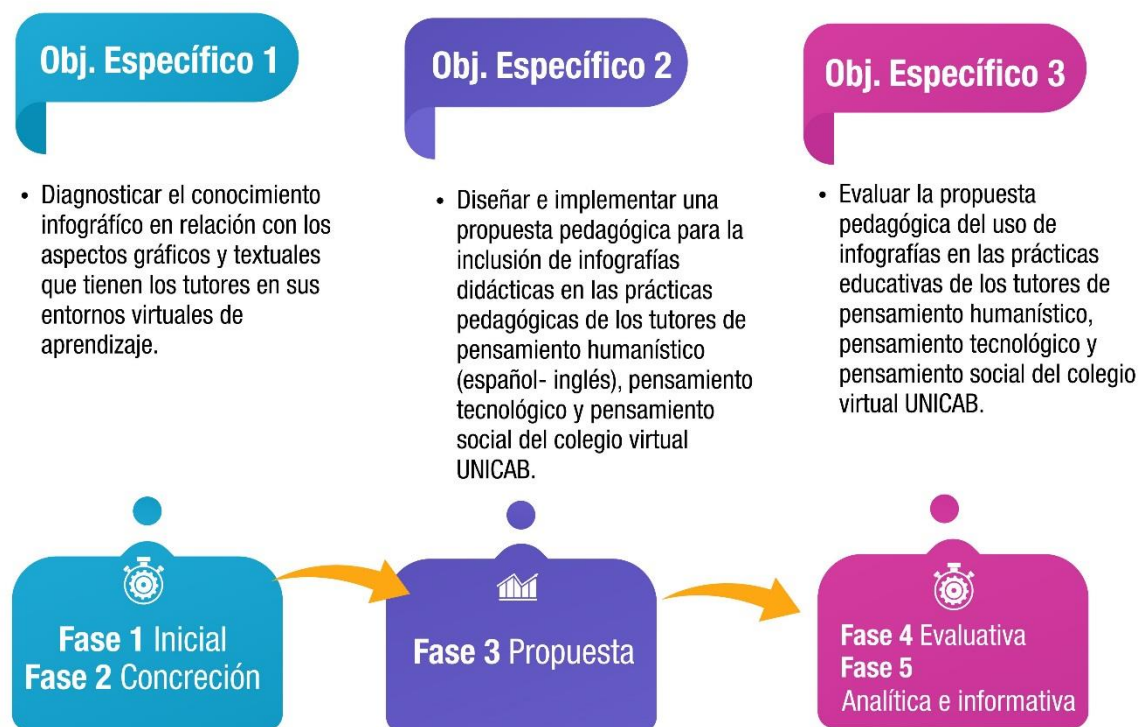 Obj. Específico 1
• Diagnosticar el conocimiento
infográfico en relación con los
aspectos gráficos y textuales
que tienen los tutores en sus
entornos virtuales de
aprendizaje.
Fase 1 Inicial
Fase 2 Concreción
Obj. Específico 2
• Diseñar e implementar una
propuesta pedagógica para la
inclusión de infografías
didácticas en las prácticas
pedagógicas de los tutores de
pensamiento humanístico
(español- inglés), pensamiento
tecnológico y pensamiento
social del colegio virtual
UNICAB.
Fase 3 Propuesta
Obj. Específico 3
• Evaluar la propuesta
pedagógica del uso de
infografías en las prácticas
educativas de los tutores de
pensamiento humanístico,
pensamiento tecnológico y
pensamiento social del colegio
virtual UNICAB.
Fase 4 Evaluativa
Fase 5
Analítica e informativa